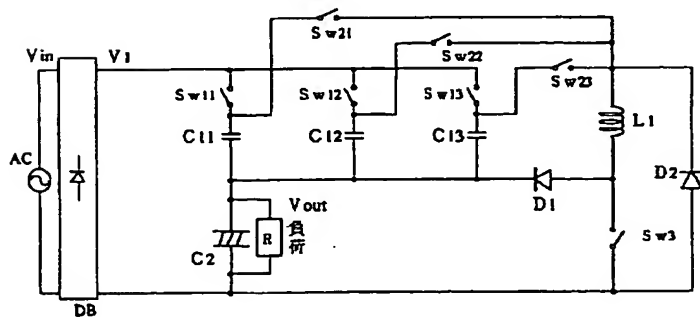 Sw21
Vin
V1
Sw22
Sw11
Sw12
Sw13
Sw23
C11
C12
C13
L1
AC
D2
D1
Vout
負
荷
R
C2
Sw3
DB